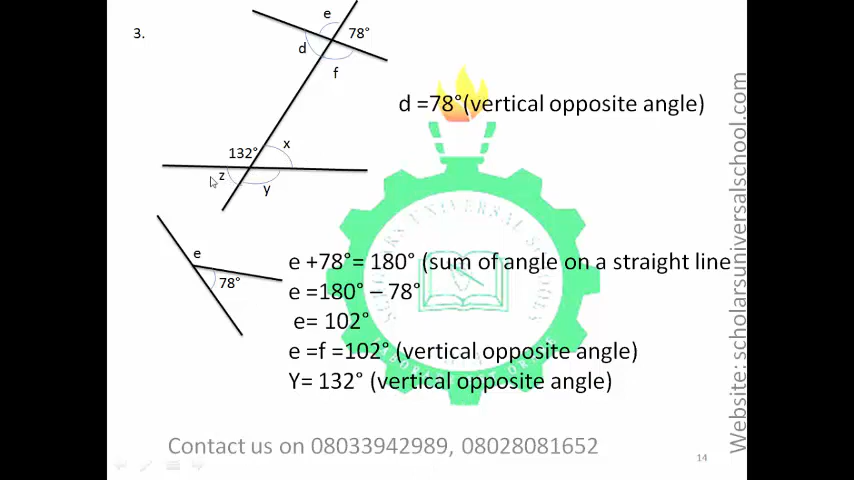 3.
e
78°
d
f
d =78°(vertical opposite angle)
132°
x
z
y
e
78°
e +78°= 180° (sum of angle on a straight line
e =180° – 78°
e= 102°
e =f =102° (vertical opposite angle)
Y= 132° (vertical opposite angle)
Contact us on 08033942989, 08028081652
14
Website: scholarsuniversalschool.com